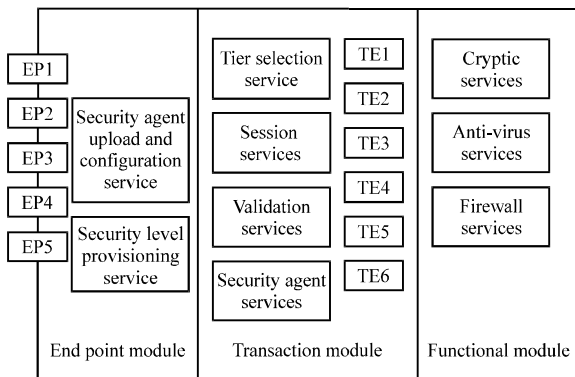 EP1
EP2
EP3
EP4
EP5
Security agent
upload and
configuration
service
Security level
provisioning
service
End point module
Tier selection
service
Session
services
Validation
services
Security agent
services
TE1
TE2
TE3
TE4
TE5
TE6
Transaction module
Cryptic
services
Anti-virus
services
Firewall
services
Functional module